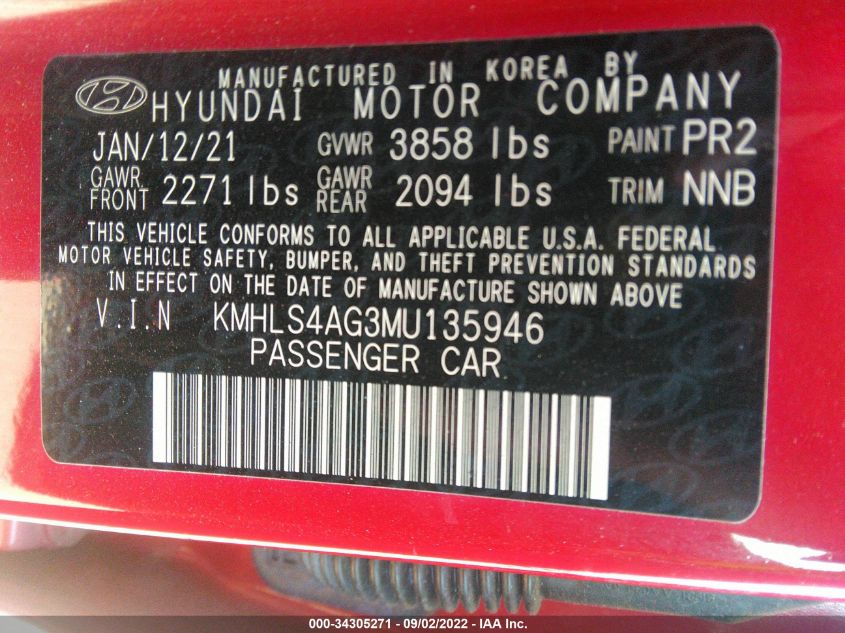 MANUFACTURED IN KOREA BY
HYUNDAI MOTOR COMPANY
JAN/12/21 GVWR 3858 lbs PAINT PR2
GAWR FRONT 2271 lbs GAWR REAR 2094 lbs TRIM NNB
THIS VEHICLE CONFORMS TO ALL APPLICABLE U.S.A. FEDERAL
MOTOR VEHICLE SAFETY, BUMPER, AND THEFT PREVENTION STANDARDS
IN EFFECT ON THE DATE OF MANUFACTURE SHOWN ABOVE
V.I.N KMHLS4AG3MU135946
PASSENGER CAR
000-34305271 - 09/02/2022 - IAA Inc.